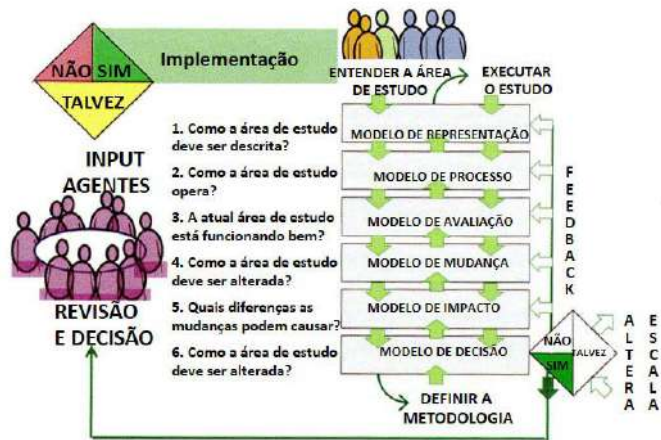 NÃO SIM
TALVEZ
Implementação
ENTENDER A ÁREA
DE ESTUDO
EXECUTAR
O ESTUDO
INPUT
AGENTES
REVISÃO
E DECISÃO
1. Como a área de estudo
deve ser descrita?
2. Como a área de estudo
opera?
3. A atual área de estudo
está funcionando bem?
4. Como a área de estudo
deve ser alterada?
5. Quais diferenças as
mudanças podem causar?
6. Como a área de estudo
deve ser alterada?
MODELO DE REPRESENTAÇÃO
MODELO DE PROCESSO
MODELO DE AVALIAÇÃO
MODELO DE MUDANÇA
MODELO DE IMPACTO
MODELO DE DECISÃO
DEFINIR A
METODOLOGIA
FEEDBACK
NÃO
TALVEZ
SIM
ALTERA
ESCALA